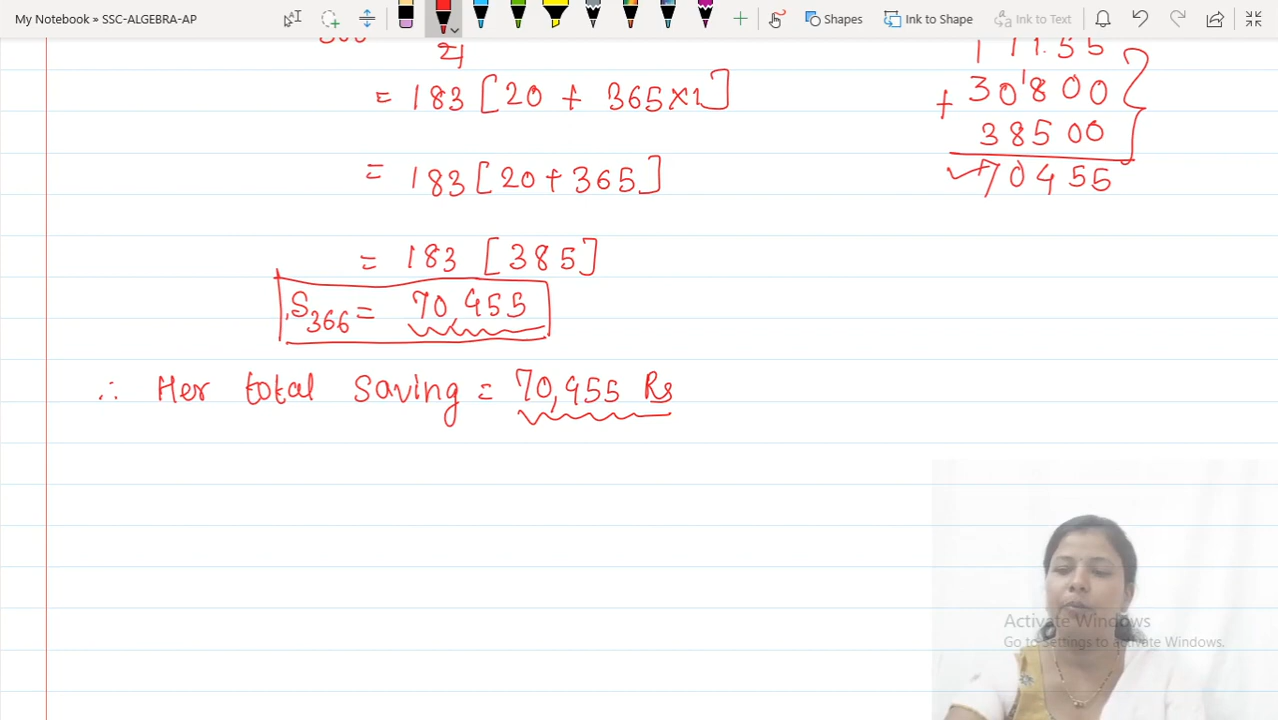 My Notebook » SSC-ALGEBRA-AP
Shapes
Ink to Shape
Ink to Text
= 183 [20 + 365×1]
= 183 [20+365]
= 183 [385]
S366 = 70,455
∴ Her total Saving = 70,455 Rs
+ 30800
38500
70455
Activate Windows
Go to Settings to activate Windows.